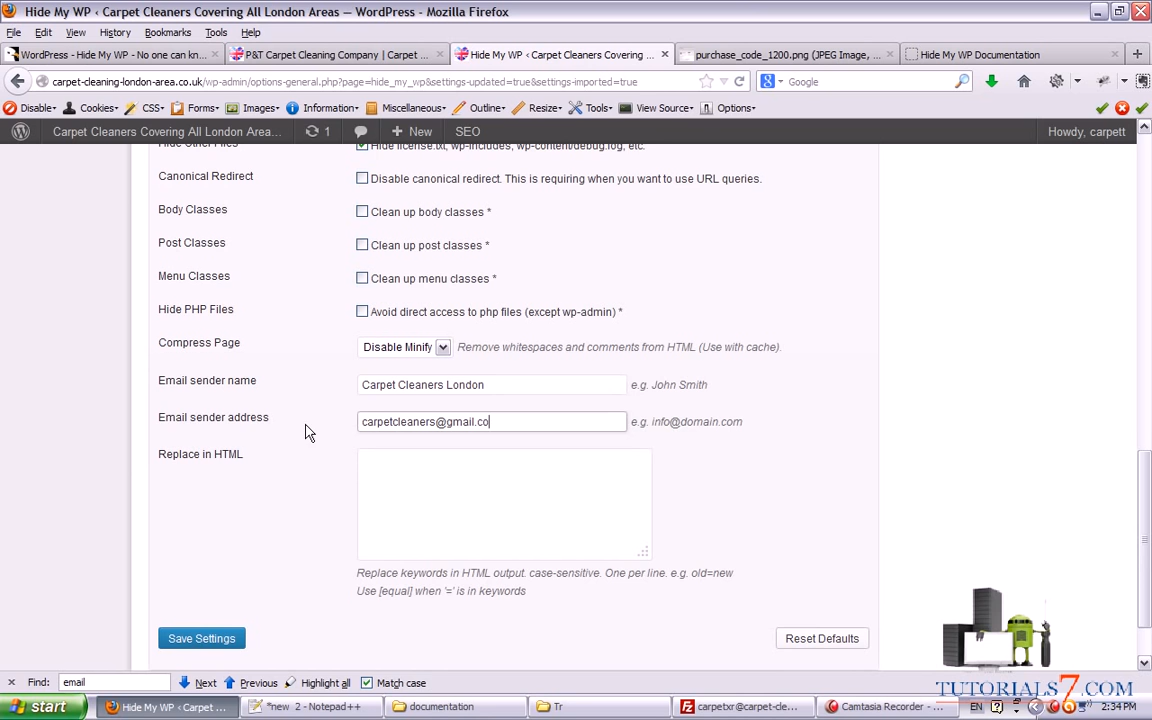 Hide My WP ‹ Carpet Cleaners Covering All London Areas — WordPress - Mozilla Firefox
File Edit View History Bookmarks Tools Help
WordPress - Hide My WP - No one can kn...
P&T Carpet Cleaning Company | Carpet ...
Hide My WP ‹ Carpet Cleaners Covering ...
purchase_code_1200.png (JPEG Image, ...
Hide My WP Documentation
carpet-cleaning-london-area.co.uk/wp-admin/options-general.php?page=hide_my_wp&settings-updated=true&settings-imported=true
Google
Disable Cookies CSS Forms Images Information Miscellaneous Outline Resize Tools View Source Options
Carpet Cleaners Covering All London Area... 1 New SEO Howdy, carpett
Hide Other Files Hide license.txt, wp-includes, wp-content/debug.log, etc.
Canonical Redirect Disable canonical redirect. This is requiring when you want to use URL queries.
Body Classes Clean up body classes *
Post Classes Clean up post classes *
Menu Classes Clean up menu classes *
Hide PHP Files Avoid direct access to php files (except wp-admin) *
Compress Page Disable Minify Remove whitespaces and comments from HTML (Use with cache).
Email sender name Carpet Cleaners London e.g. John Smith
Email sender address carpetcleaners@gmail.co e.g. info@domain.com
Replace in HTML
Replace keywords in HTML output. case-sensitive. One per line. e.g. old=new
Use [equal] when '=' is in keywords
Save Settings Reset Defaults
Find: email Next Previous Highlight all Match case
TUTORIALS7.COM
start Hide My WP ‹ Carpet ... *new 2 - Notepad++ documentation Tr carpetxr@carpet-cle... Camtasia Recorder - ... EN 2:34 PM